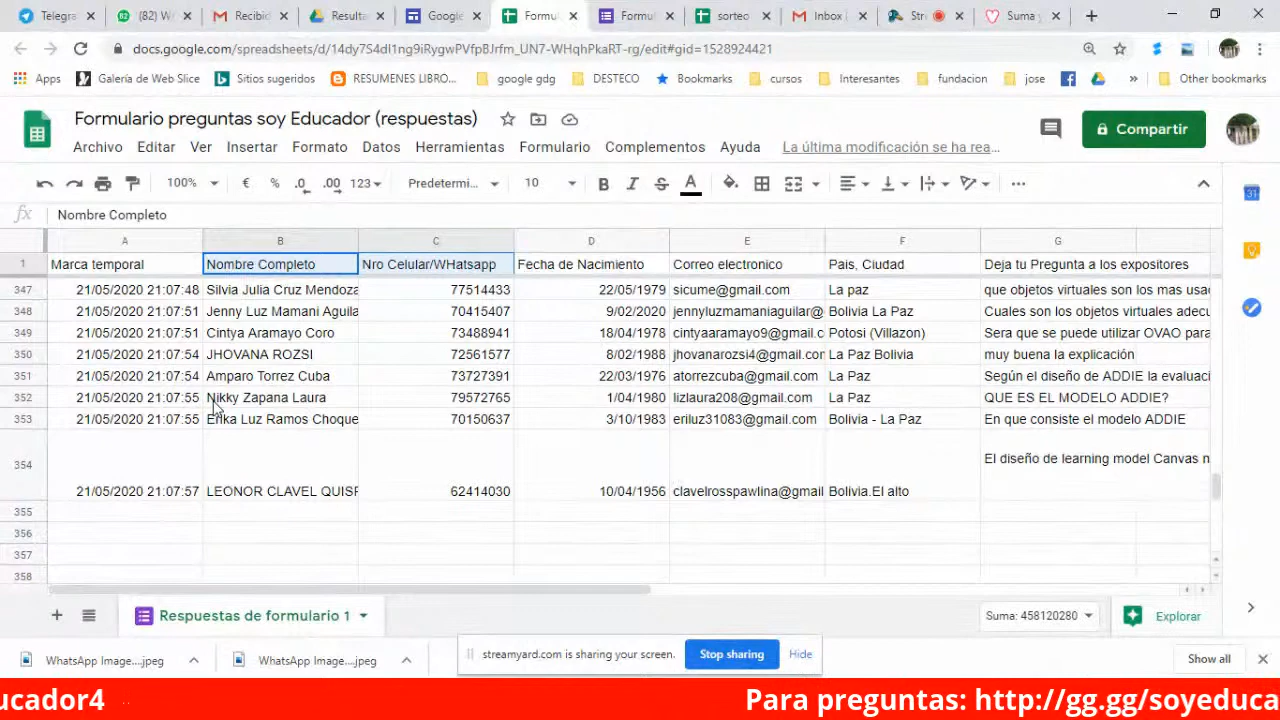 Telegra
(82) W
Recibid
Resulta
Google
Formu
Formul
sorteo
Inbox
Stre
Suma
docs.google.com/spreadsheets/d/14dy7S4dl1ng9iRygwPVfpBJrfm_UN7-WHqhPkaRT-rg/edit#gid=1528924421
Apps
Galería de Web Slice
Sitios sugeridos
RESUMENES LIBRO...
google gdg
DESTECO
Bookmarks
cursos
Interesantes
fundacion
jose
Other bookmarks
Formulario preguntas soy Educador (respuestas)
Compartir
Archivo Editar Ver Insertar Formato Datos Herramientas Formulario Complementos Ayuda La última modificación se ha rea...
100% € % .0 .00 123 Predetermi... 10 B I S A
fx Nombre Completo
A B C D E F G
1 Marca temporal Nombre Completo Nro Celular/WHatsapp Fecha de Nacimiento Correo electronico Pais, Ciudad Deja tu Pregunta a los expositores
347 21/05/2020 21:07:48 Silvia Julia Cruz Mendoza 77514433 22/05/1979 sicume@gmail.com La paz que objetos virtuales son los mas usad
348 21/05/2020 21:07:51 Jenny Luz Mamani Aguila 70415407 9/02/2020 jennyluzmamaniaguilar@ Bolivia La Paz Cuales son los objetos virtuales adecu
349 21/05/2020 21:07:51 Cintya Aramayo Coro 73488941 18/04/1978 cintyaaramayo9@gmail.c Potosi (Villazon) Sera que se puede utilizar OVAO para
350 21/05/2020 21:07:54 JHOVANA ROZSI 72561577 8/02/1988 jhovanarozsi4@gmail.com La Paz Bolivia muy buena la explicación
351 21/05/2020 21:07:54 Amparo Torrez Cuba 73727391 22/03/1976 atorrezcuba@gmail.com La Paz Según el diseño de ADDIE la evaluaci
352 21/05/2020 21:07:55 Nikky Zapana Laura 79572765 1/04/1980 lizlaura208@gmail.com La Paz QUE ES EL MODELO ADDIE?
353 21/05/2020 21:07:55 Erika Luz Ramos Choque 70150637 3/10/1983 eriluz31083@gmail.com Bolivia - La Paz En que consiste el modelo ADDIE
El diseño de learning model Canvas n
354 21/05/2020 21:07:57 LEONOR CLAVEL QUISP 62414030 10/04/1956 clavelrosspawlina@gmail Bolivia.El alto
355
356
357
358
Respuestas de formulario 1
Suma: 458120280
Explorar
WhatsApp Image....jpeg
WhatsApp Image....jpeg
streamyard.com is sharing your screen.
Stop sharing
Hide
Show all
ucador4
Para preguntas: http://gg.gg/soyeduca